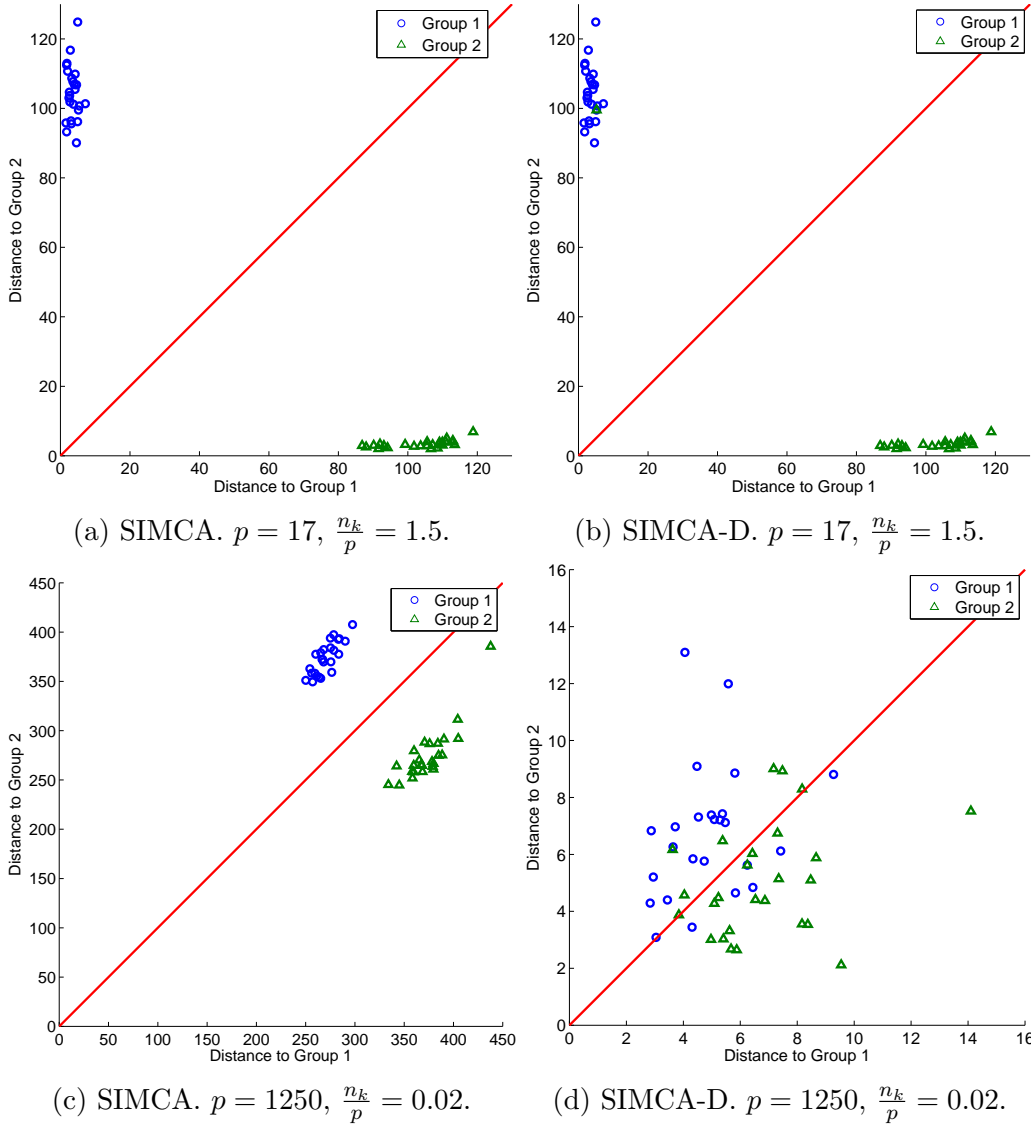 Group 1
Group 2
120
100
80
60
40
20
0
Distance to Group 2
0 20 40 60 80 100 120
Distance to Group 1
(a) SIMCA. p = 17, n_k/p = 1.5.
Group 1
Group 2
120
100
80
60
40
20
0
Distance to Group 2
0 20 40 60 80 100 120
Distance to Group 1
(b) SIMCA-D. p = 17, n_k/p = 1.5.
Group 1
Group 2
450
400
350
300
250
200
150
100
50
0
Distance to Group 2
0 50 100 150 200 250 300 350 400 450
Distance to Group 1
(c) SIMCA. p = 1250, n_k/p = 0.02.
Group 1
Group 2
16
14
12
10
8
6
4
2
0
Distance to Group 2
0 2 4 6 8 10 12 14 16
Distance to Group 1
(d) SIMCA-D. p = 1250, n_k/p = 0.02.